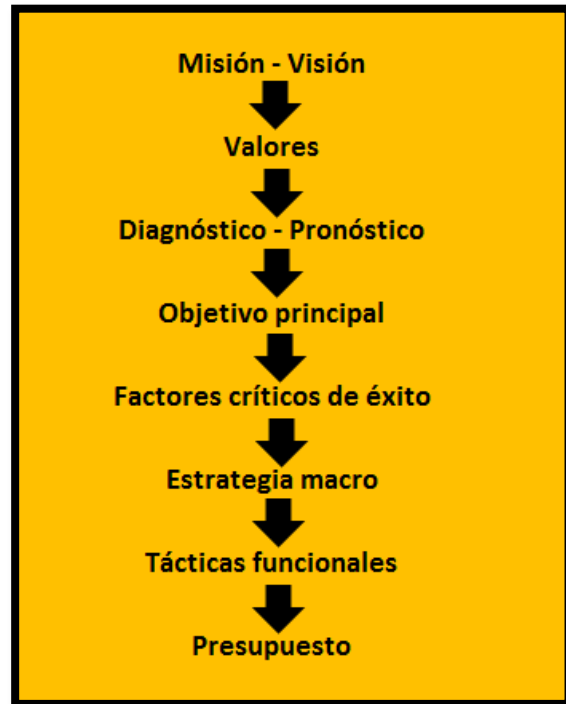 Misión - Visión
Valores
Diagnóstico - Pronóstico
Objetivo principal
Factores críticos de éxito
Estrategia macro
Tácticas funcionales
Presupuesto